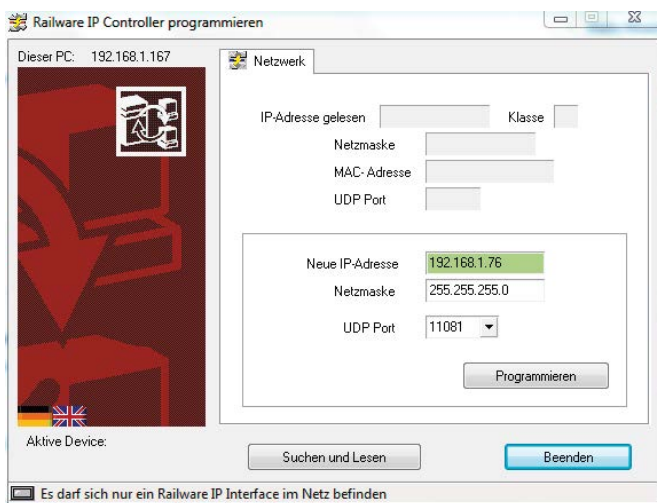 Railware IP Controller programmieren
Dieser PC: 192.168.1.167
Netzwerk
IP-Adresse gelesen Klasse
Netzmaske
MAC- Adresse
UDP Port
Neue IP-Adresse 192.168.1.76
Netzmaske 255.255.255.0
UDP Port 11081
Programmieren
Aktive Device:
Suchen und Lesen Beenden
Es darf sich nur ein Railware IP Interface im Netz befinden